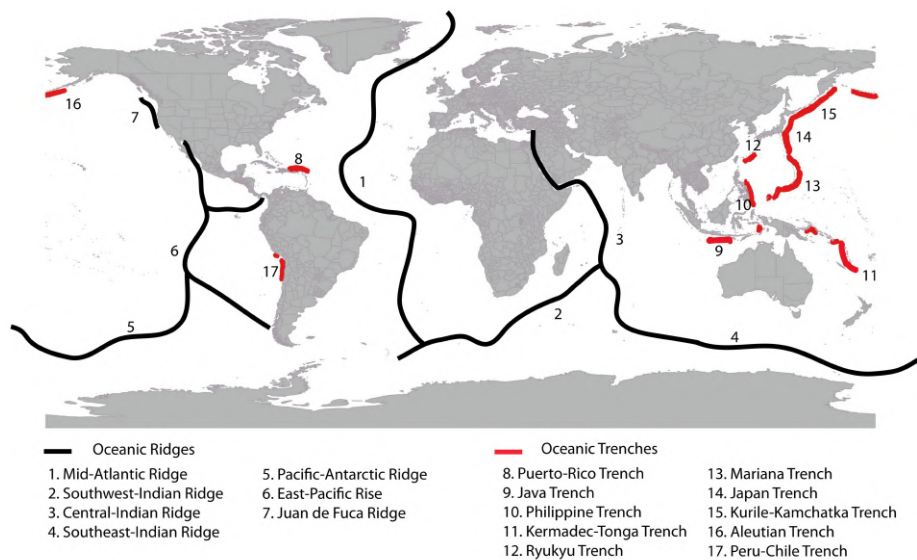 16
7
8
1
6
17
5
2
3
4
9
10
11
12
13
14
15
Oceanic Ridges
1. Mid-Atlantic Ridge
2. Southwest-Indian Ridge
3. Central-Indian Ridge
4. Southeast-Indian Ridge
5. Pacific-Antarctic Ridge
6. East-Pacific Rise
7. Juan de Fuca Ridge
Oceanic Trenches
8. Puerto-Rico Trench
9. Java Trench
10. Philippine Trench
11. Kermadec-Tonga Trench
12. Ryukyu Trench
13. Mariana Trench
14. Japan Trench
15. Kurile-Kamchatka Trench
16. Aleutian Trench
17. Peru-Chile Trench